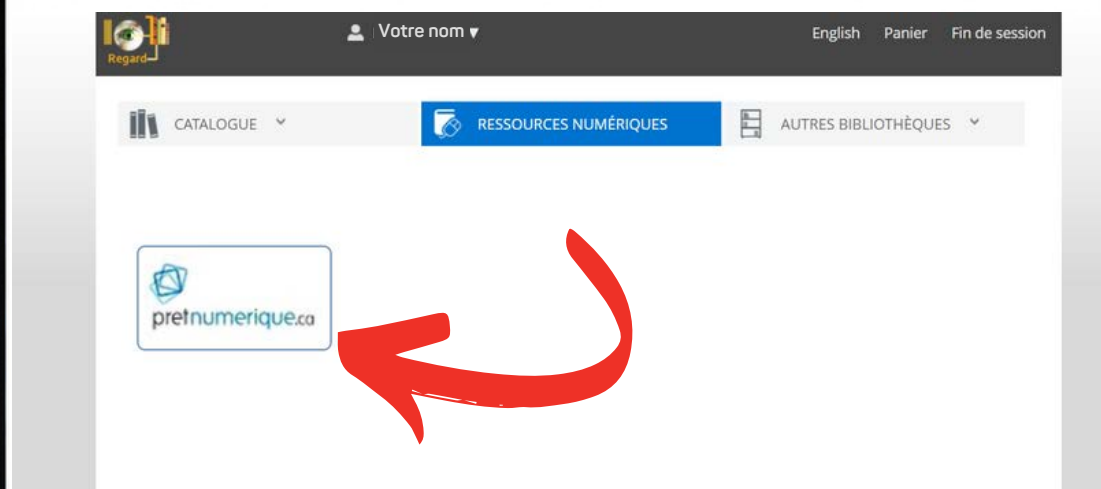 Regard
Votre nom ▾
English Panier Fin de session
CATALOGUE
RESSOURCES NUMÉRIQUES
AUTRES BIBLIOTHÈQUES
pretnumerique.ca